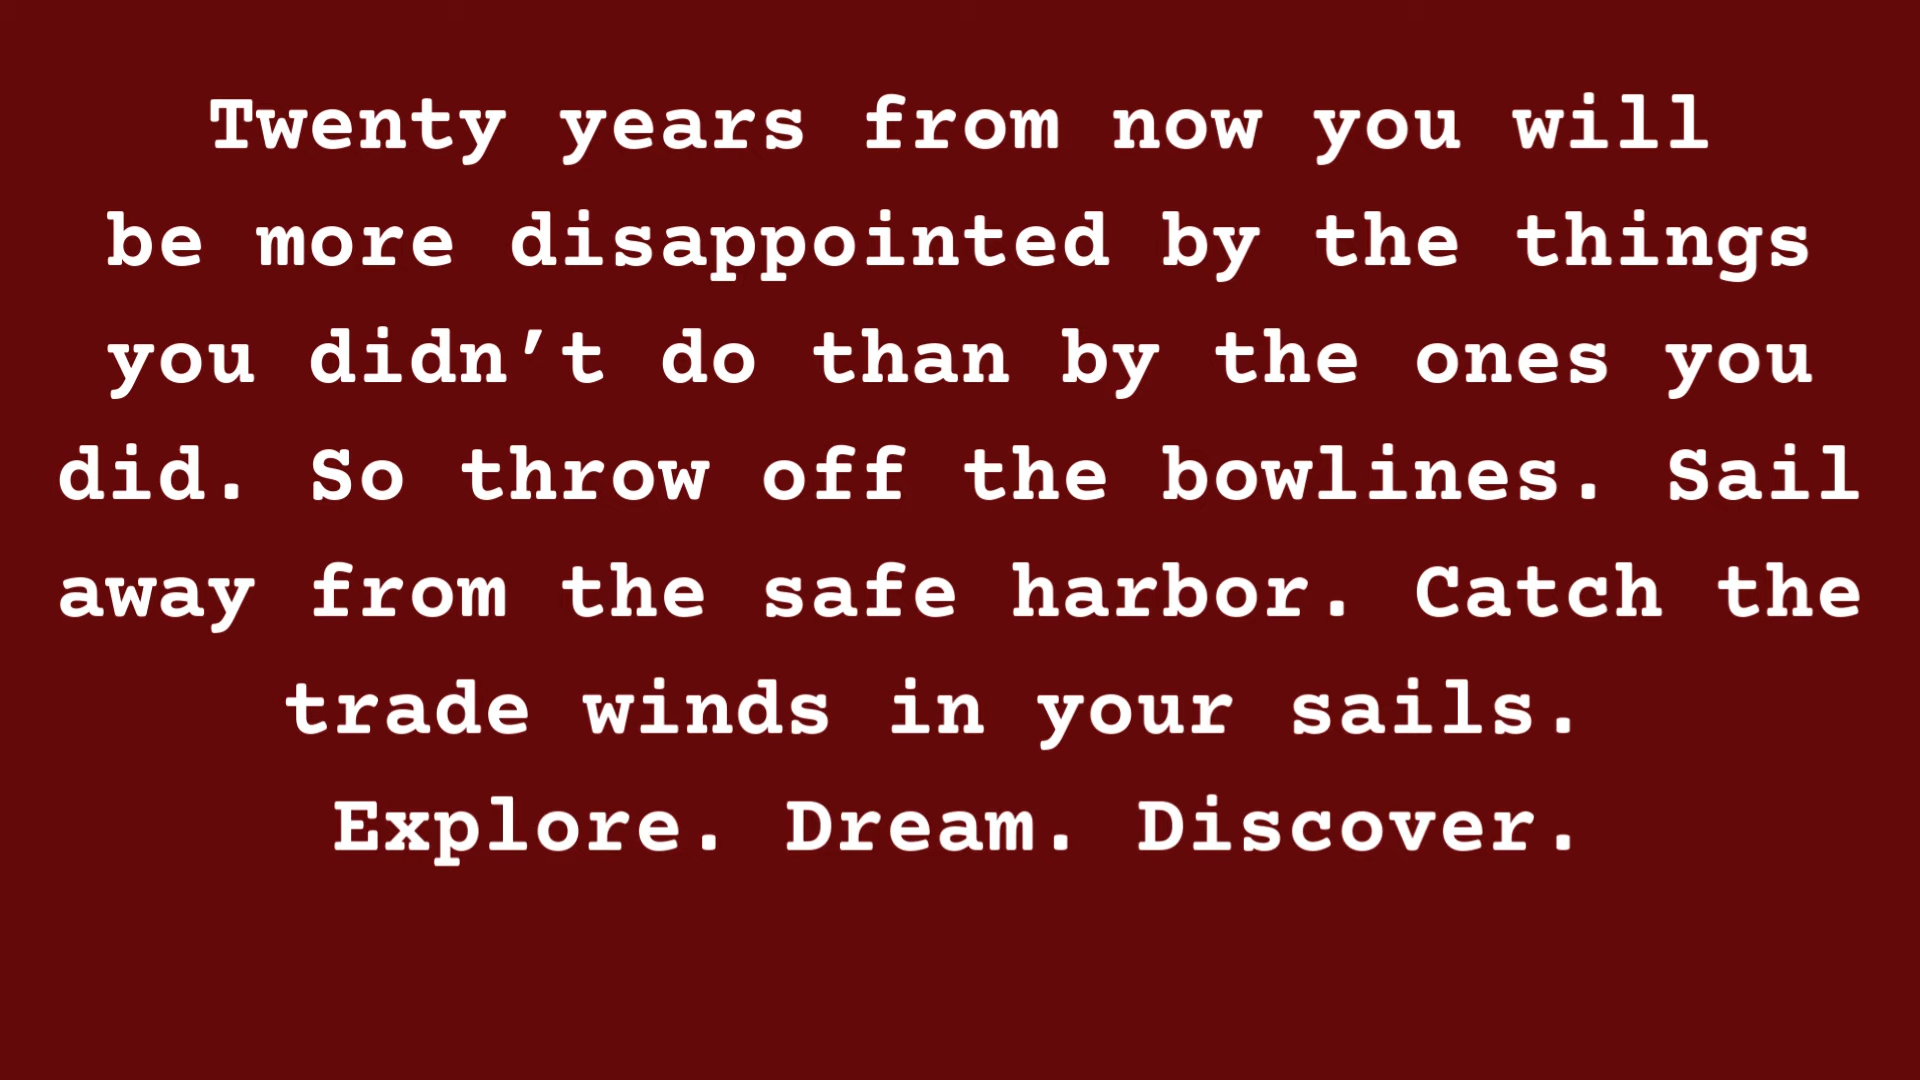 Twenty years from now you will
be more disappointed by the things
you didn’t do than by the ones you
did. So throw off the bowlines. Sail
away from the safe harbor. Catch the
trade winds in your sails.
Explore. Dream. Discover.